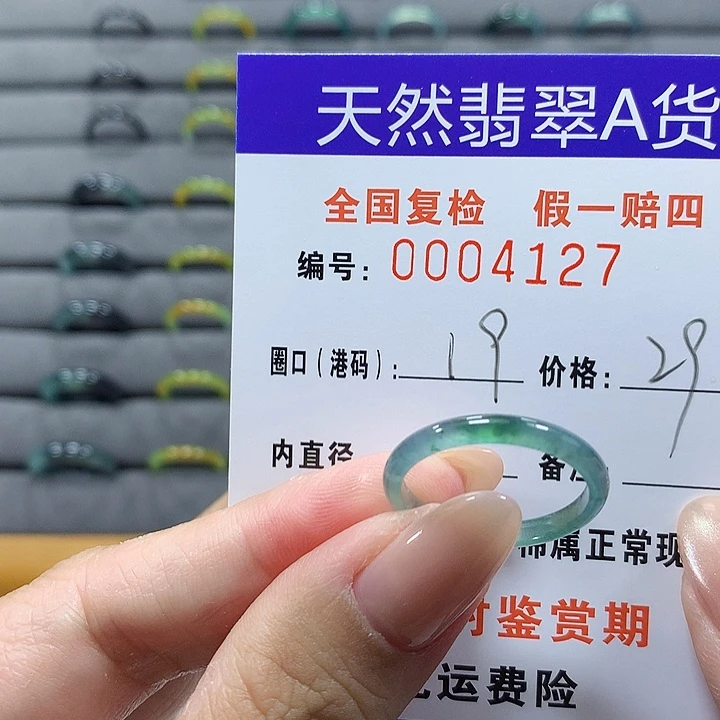 天然翡翠A货
全国复检 假一赔四
编号：0004127
圈口（港码）：19 价格：29
内直径 备注
属正常现
鉴赏期
运费险